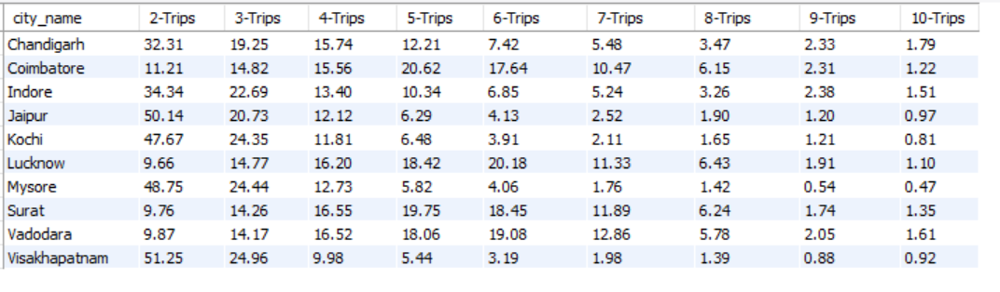 city_name 2-Trips 3-Trips 4-Trips 5-Trips 6-Trips 7-Trips 8-Trips 9-Trips 10-Trips
Chandigarh 32.31 19.25 15.74 12.21 7.42 5.48 3.47 2.33 1.79
Coimbatore 11.21 14.82 15.56 20.62 17.64 10.47 6.15 2.31 1.22
Indore 34.34 22.69 13.40 10.34 6.85 5.24 3.26 2.38 1.51
Jaipur 50.14 20.73 12.12 6.29 4.13 2.52 1.90 1.20 0.97
Kochi 47.67 24.35 11.81 6.48 3.91 2.11 1.65 1.21 0.81
Lucknow 9.66 14.77 16.20 18.42 20.18 11.33 6.43 1.91 1.10
Mysore 48.75 24.44 12.73 5.82 4.06 1.76 1.42 0.54 0.47
Surat 9.76 14.26 16.55 19.75 18.45 11.89 6.24 1.74 1.35
Vadodara 9.87 14.17 16.52 18.06 19.08 12.86 5.78 2.05 1.61
Visakhapatnam 51.25 24.96 9.98 5.44 3.19 1.98 1.39 0.88 0.92